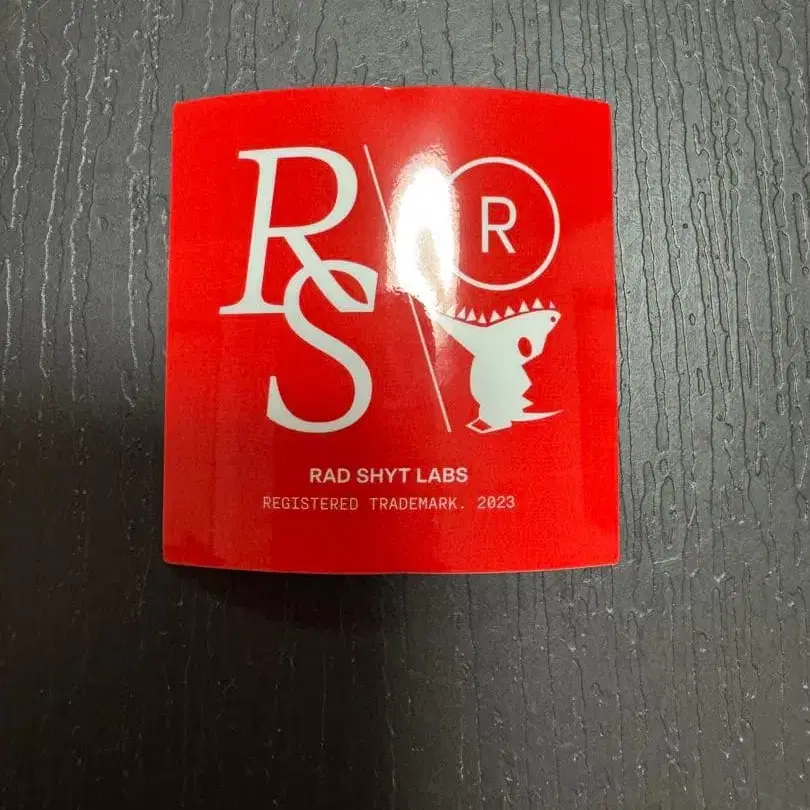 RS
R
RAD SHYT LABS
REGISTERED TRADEMARK. 2023